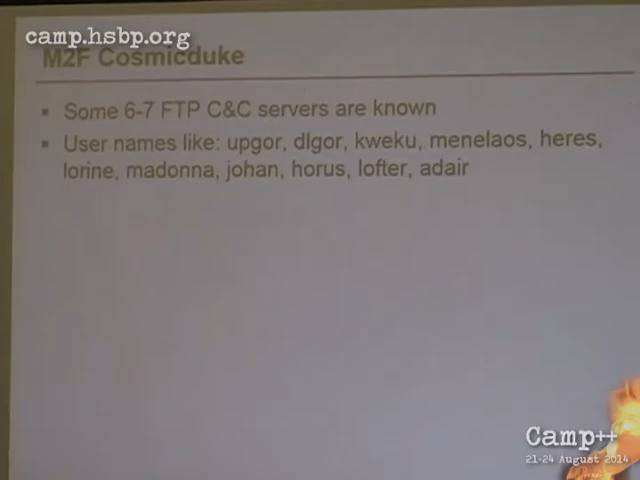 camp.hsbp.org
M2F Cosmicduke
Some 6-7 FTP C&C servers are known
User names like: upgor, dlgor, kweku, menelaos, heres,
lorine, madonna, johan, horus, lofter, adair
Camp++
21-24 August 2014